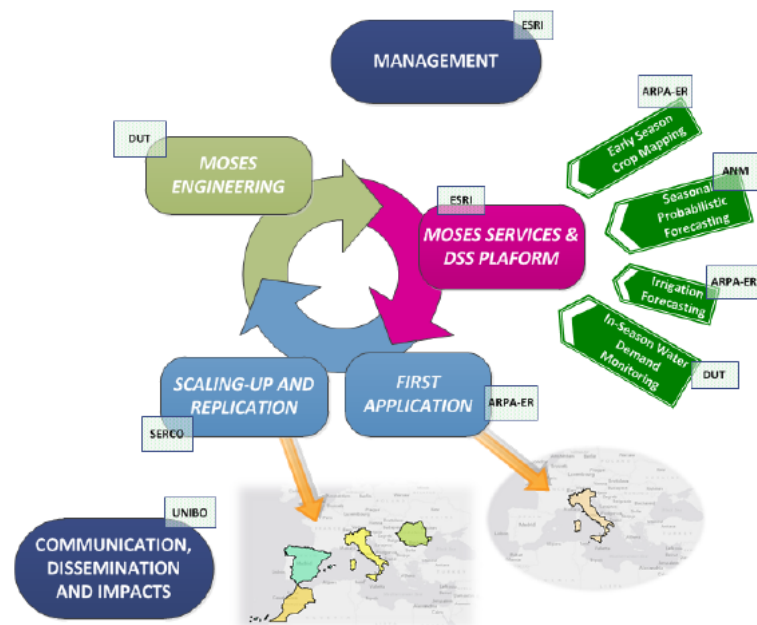 ESRI
MANAGEMENT
ARPA-ER
Early Season
Crop Mapping
DUT
MOSES
ENGINEERING
ANM
Seasonal
Probabilistic
Forecasting
ESRI
MOSES SERVICES &
DSS PLAFORM
ARPA-ER
Irrigation
Forecasting
In-Season Water
Demand
Monitoring
DUT
SCALING-UP AND
REPLICATION
SERCO
FIRST
APPLICATION
ARPA-ER
UNIBO
COMMUNICATION,
DISSEMINATION
AND IMPACTS